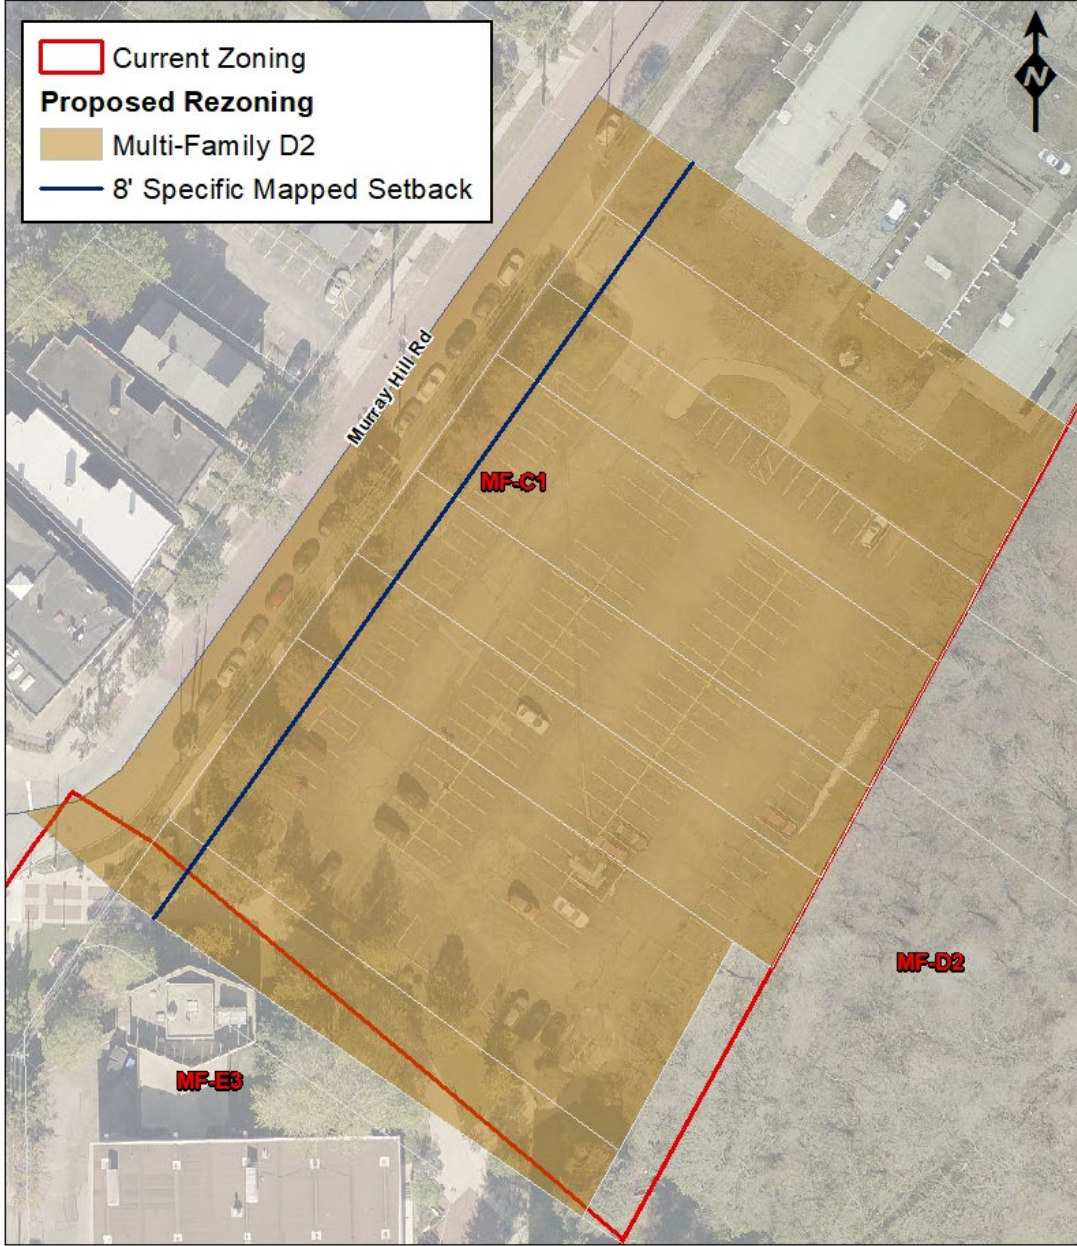 Current Zoning
Proposed Rezoning
Multi-Family D2
8' Specific Mapped Setback
N
Murray Hill Rd
MF-C1
MF-D2
MF-E3